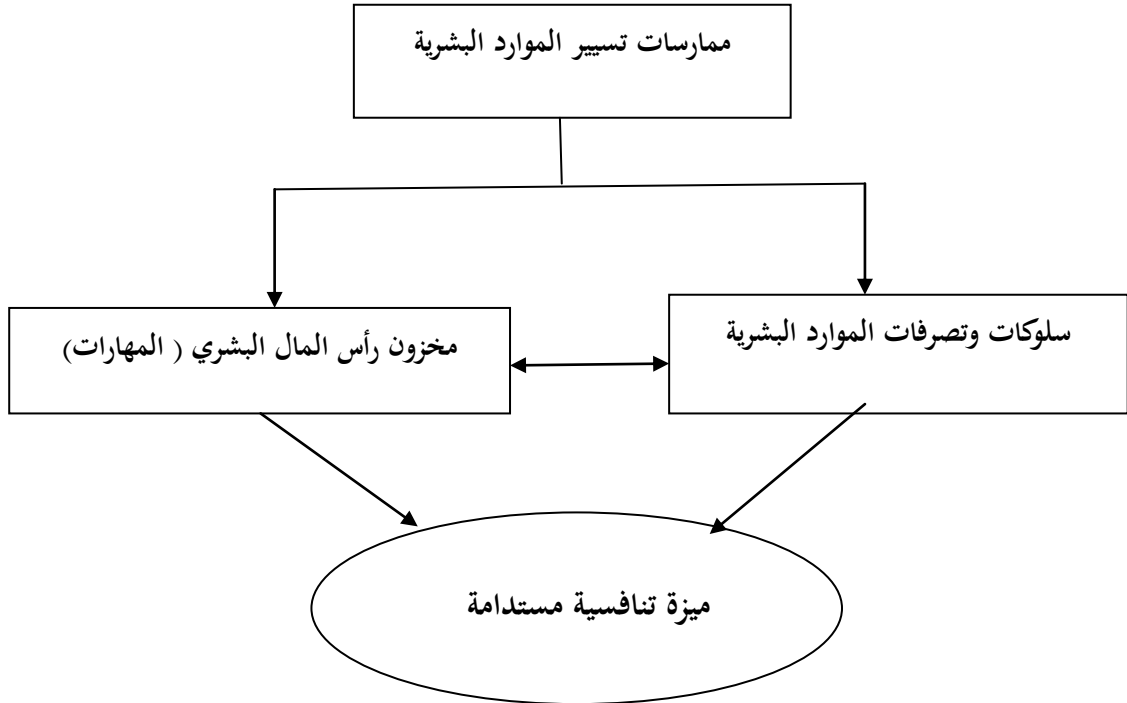 ممارسات تسيير الموارد البشرية
سلوكات وتصرفات الموارد البشرية
مخزون رأس المال البشري ( المهارات)
ميزة تنافسية مستدامة